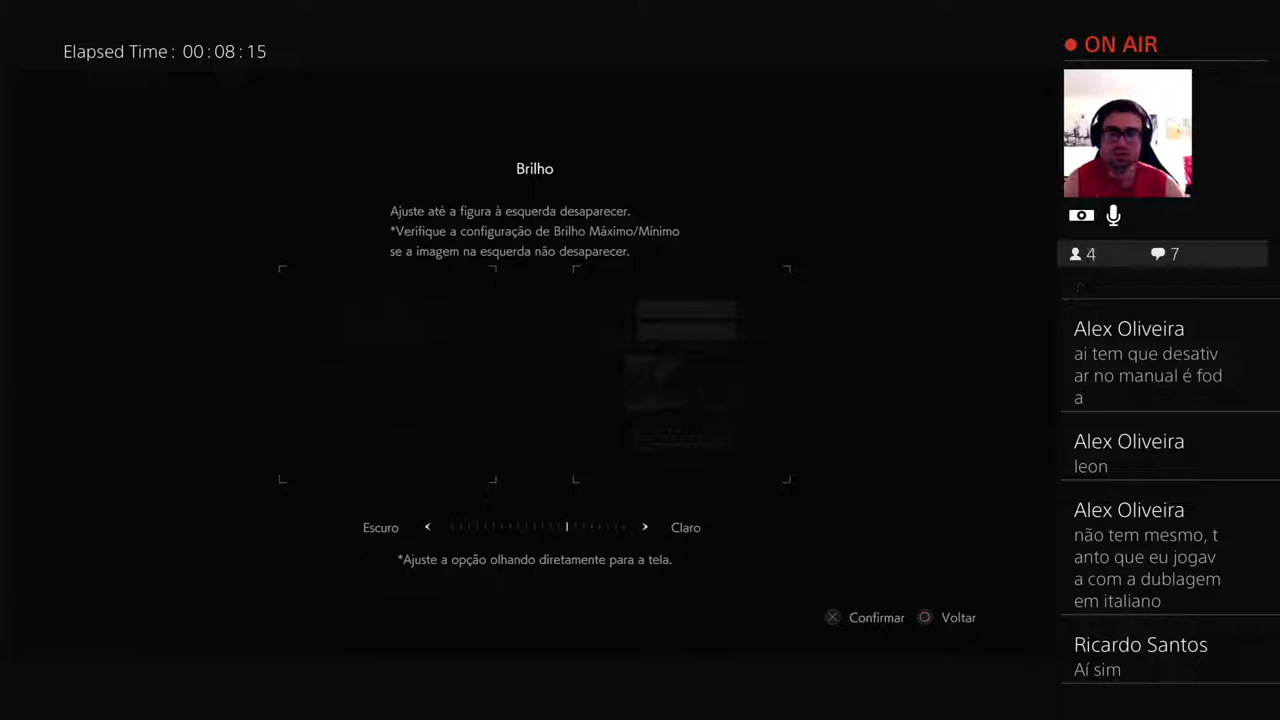 Elapsed Time: 00:08:15
ON AIR
Brilho
Ajuste até a figura à esquerda desaparecer.
*Verifique a configuração de Brilho Máximo/Mínimo
se a imagem na esquerda não desaparecer.
Escuro
Claro
*Ajuste a opção olhando diretamente para a tela.
Confirmar
Voltar
4
7
Alex Oliveira
ai tem que desativ
ar no manual é fod
a
Alex Oliveira
leon
Alex Oliveira
não tem mesmo, t
anto que eu jogav
a com a dublagem
em italiano
Ricardo Santos
Aí sim